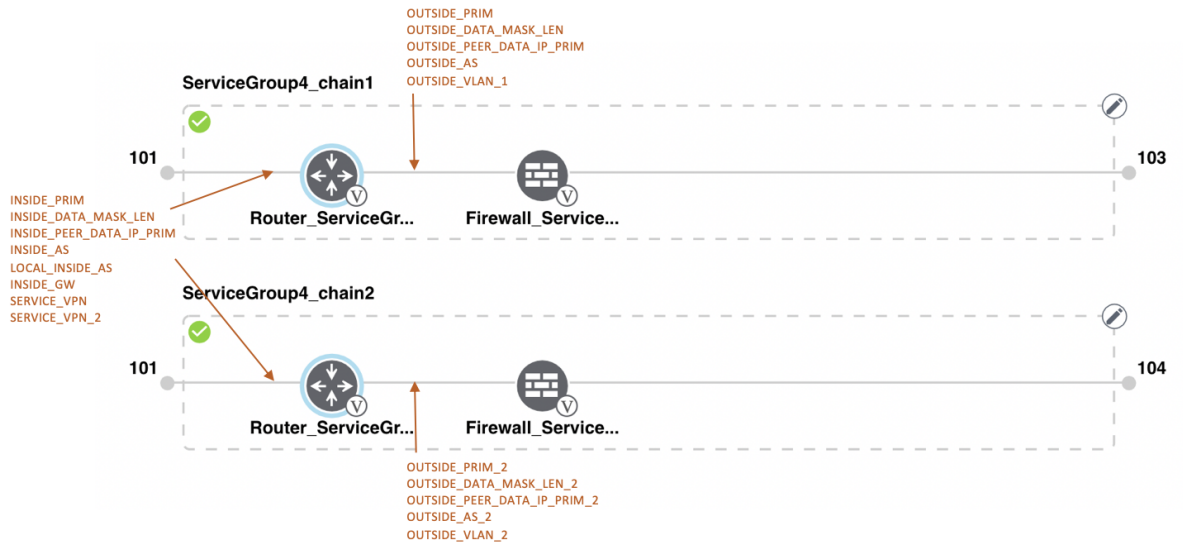 OUTSIDE_PRIM
OUTSIDE_DATA_MASK_LEN
OUTSIDE_PEER_DATA_IP_PRIM
OUTSIDE_AS
OUTSIDE_VLAN_1
ServiceGroup4_chain1
101
103
V
V
Router_ServiceGr...
Firewall_Service...
INSIDE_PRIM
INSIDE_DATA_MASK_LEN
INSIDE_PEER_DATA_IP_PRIM
INSIDE_AS
LOCAL_INSIDE_AS
INSIDE_GW
SERVICE_VPN
SERVICE_VPN_2
ServiceGroup4_chain2
101
104
V
V
Router_ServiceGr...
Firewall_Service...
OUTSIDE_PRIM_2
OUTSIDE_DATA_MASK_LEN_2
OUTSIDE_PEER_DATA_IP_PRIM_2
OUTSIDE_AS_2
OUTSIDE_VLAN_2